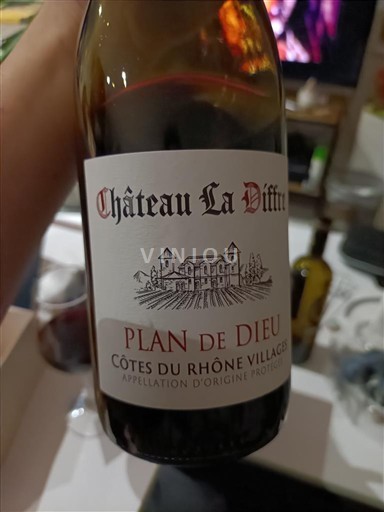 Château La Diffre
VINIOU
PLAN DE DIEU
CÔTES DU RHÔNE VILLAGES
APPELLATION D'ORIGINE PROTÉGÉE